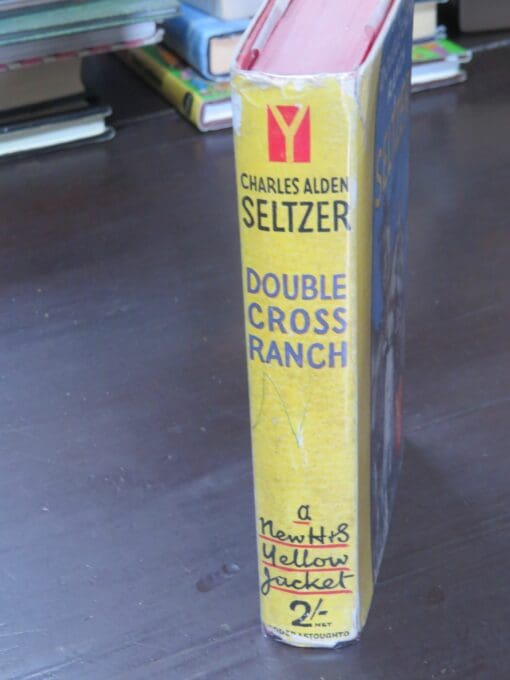 Y
CHARLES ALDEN
SELTZER
DOUBLE
CROSS
RANCH
a
New H+S
Yellow
Jacket
2/-
NET